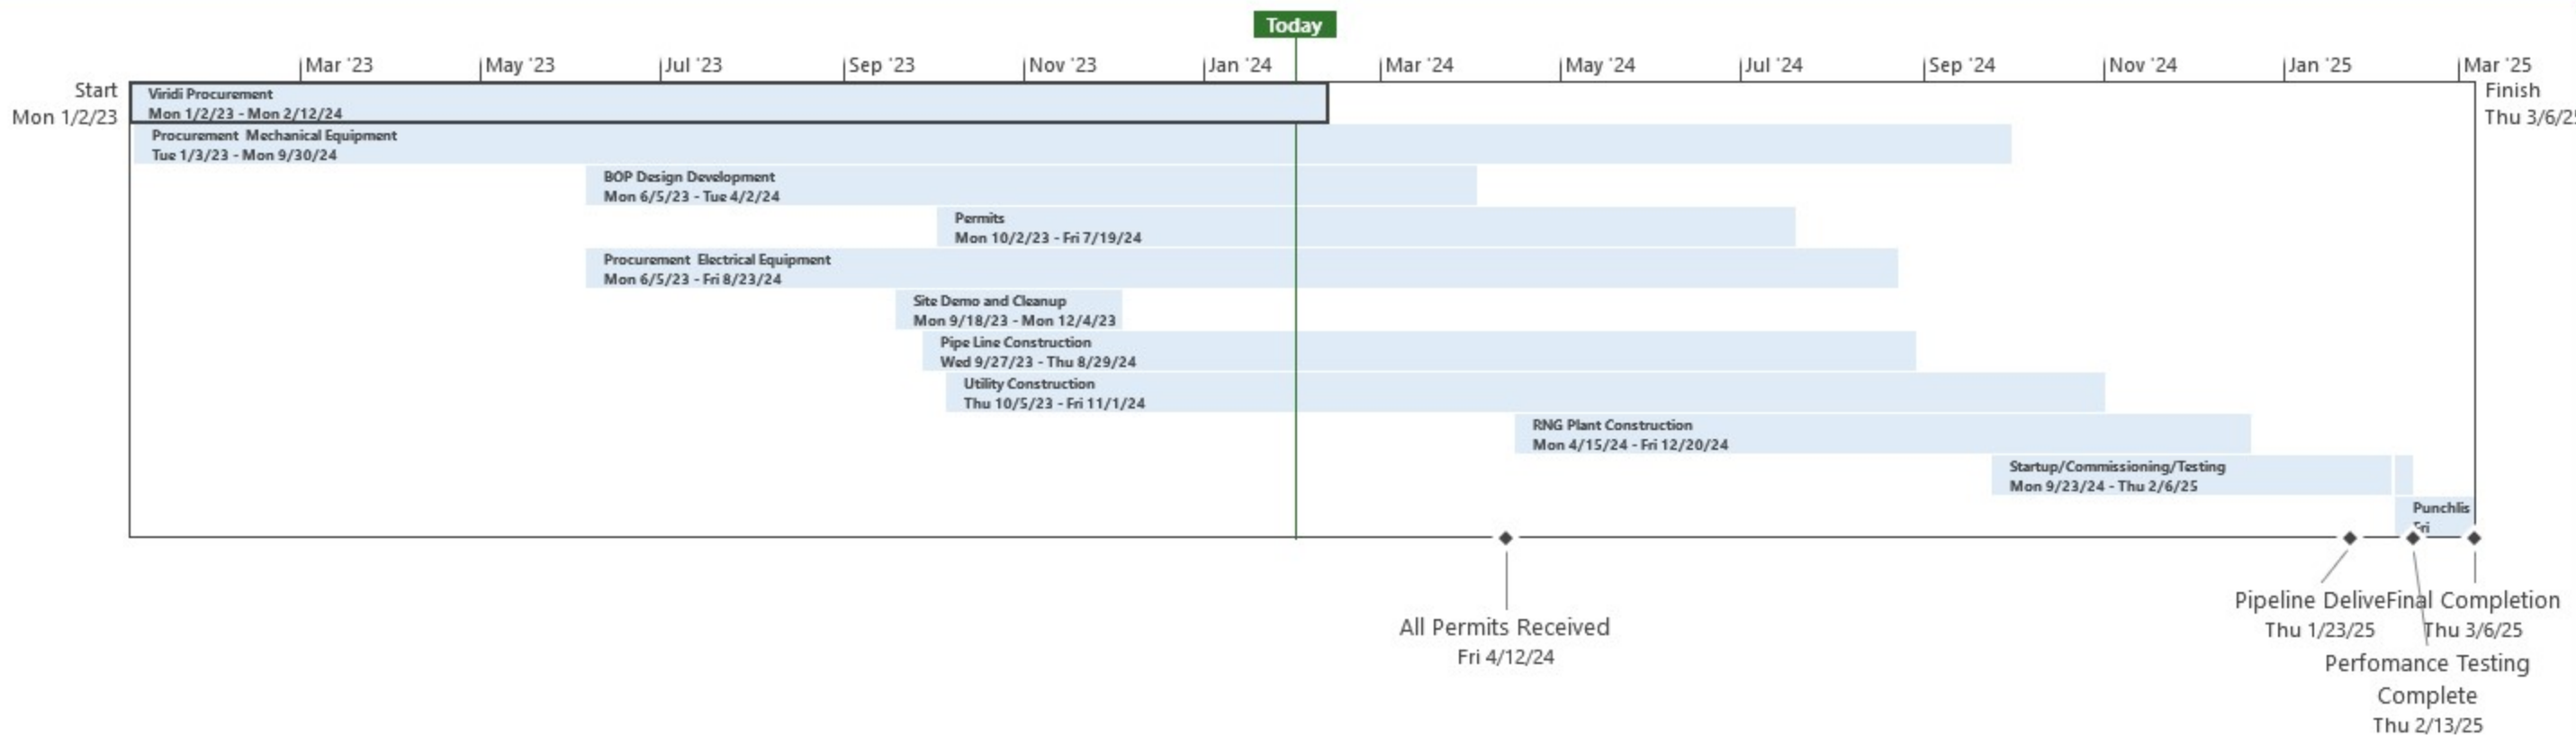 Today
Mar '23 May '23 Jul '23 Sep '23 Nov '23 Jan '24 Mar '24 May '24 Jul '24 Sep '24 Nov '24 Jan '25 Mar '25
Start
Mon 1/2/23
Finish
Thu 3/6/2
Viridi Procurement
Mon 1/2/23 - Mon 2/12/24
Procurement Mechanical Equipment
Tue 1/3/23 - Mon 9/30/24
BOP Design Development
Mon 6/5/23 - Tue 4/2/24
Permits
Mon 10/2/23 - Fri 7/19/24
Procurement Electrical Equipment
Mon 6/5/23 - Fri 8/23/24
Site Demo and Cleanup
Mon 9/18/23 - Mon 12/4/23
Pipe Line Construction
Wed 9/27/23 - Thu 8/29/24
Utility Construction
Thu 10/5/23 - Fri 11/1/24
RNG Plant Construction
Mon 4/15/24 - Fri 12/20/24
Startup/Commissioning/Testing
Mon 9/23/24 - Thu 2/6/25
Punchlis
Fri
All Permits Received
Fri 4/12/24
Pipeline Delive
Thu 1/23/25
Final Completion
Thu 3/6/25
Perfomance Testing
Complete
Thu 2/13/25